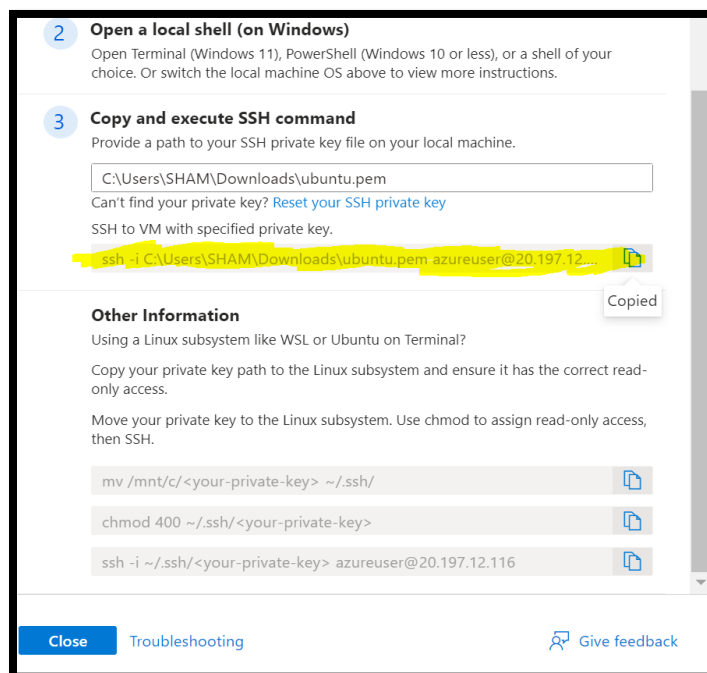 2
Open a local shell (on Windows)
Open Terminal (Windows 11), PowerShell (Windows 10 or less), or a shell of your
choice. Or switch the local machine OS above to view more instructions.
3
Copy and execute SSH command
Provide a path to your SSH private key file on your local machine.
C:\Users\SHAM\Downloads\ubuntu.pem
Can't find your private key? Reset your SSH private key
SSH to VM with specified private key.
ssh -i C:\Users\SHAM\Downloads\ubuntu.pem azureuser@20.197.12....
Copied
Other Information
Using a Linux subsystem like WSL or Ubuntu on Terminal?
Copy your private key path to the Linux subsystem and ensure it has the correct read-
only access.
Move your private key to the Linux subsystem. Use chmod to assign read-only access,
then SSH.
mv /mnt/c/<your-private-key> ~/.ssh/
chmod 400 ~/.ssh/<your-private-key>
ssh -i ~/.ssh/<your-private-key> azureuser@20.197.12.116
Close
Troubleshooting
Give feedback